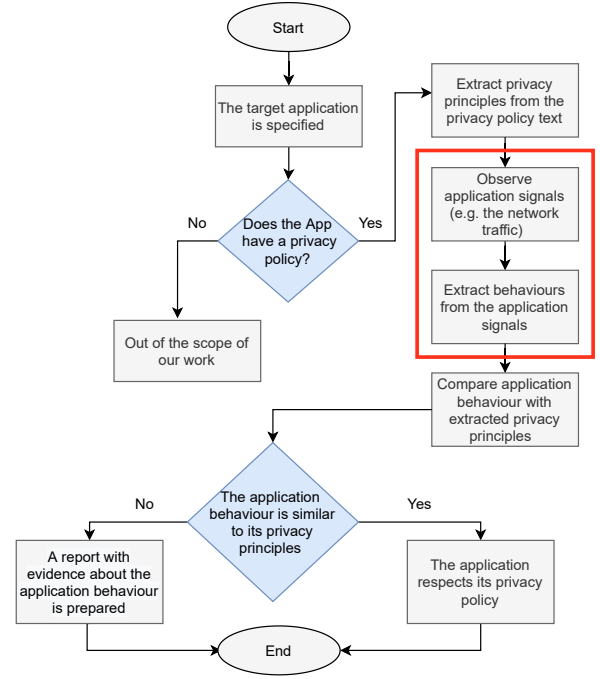 Start
The target application
is specified
Does the App
have a privacy
policy?
No
Yes
Out of the scope of
our work
Extract privacy
principles from the
privacy policy text
Observe
application signals
(e.g. the network
traffic)
Extract behaviours
from the application
signals
Compare application
behaviour with
extracted privacy
principles
The application
behaviour is similar
to its privacy
principles
No
Yes
A report with
evidence about the
application behaviour
is prepared
The application
respects its privacy
policy
End